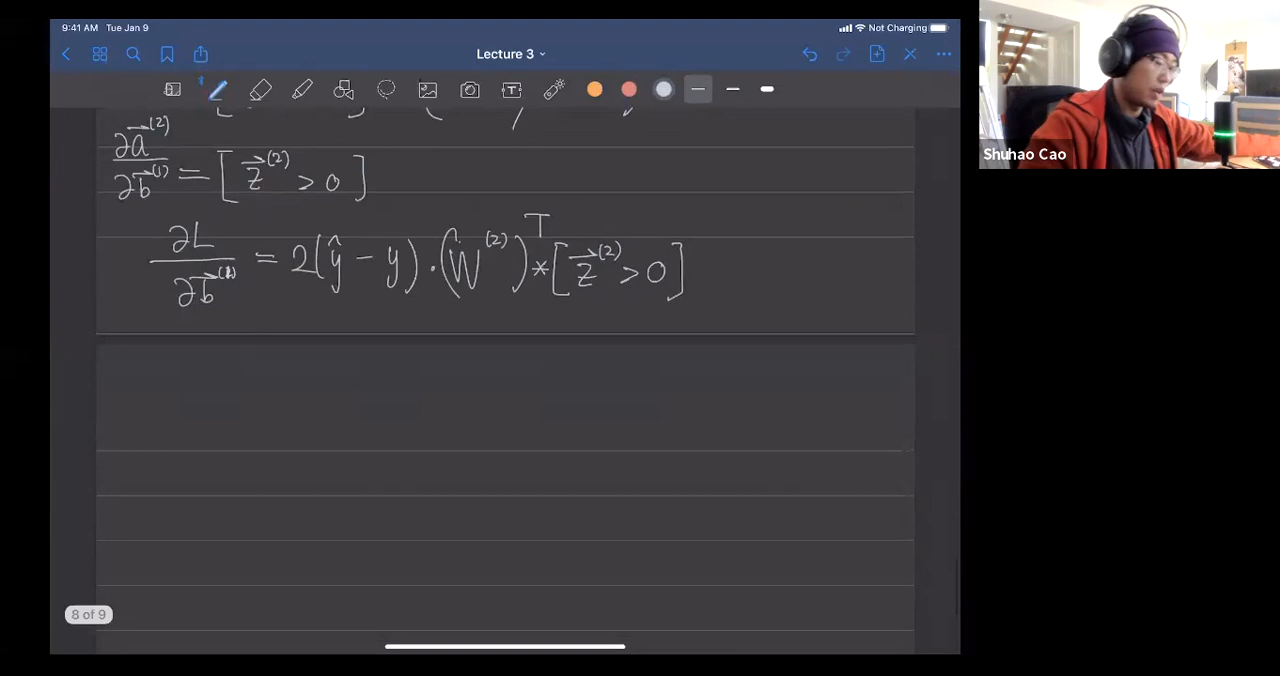 9:41 AM Tue Jan 9
Not Charging
Lecture 3
∂a⃗^(2) / ∂b⃗^(1) = [ z⃗^(2) > 0 ]
∂L / ∂b⃗^(1) = 2(ŷ − y) · (W^(2))^T * [ z⃗^(2) > 0 ]
8 of 9
Shuhao Cao